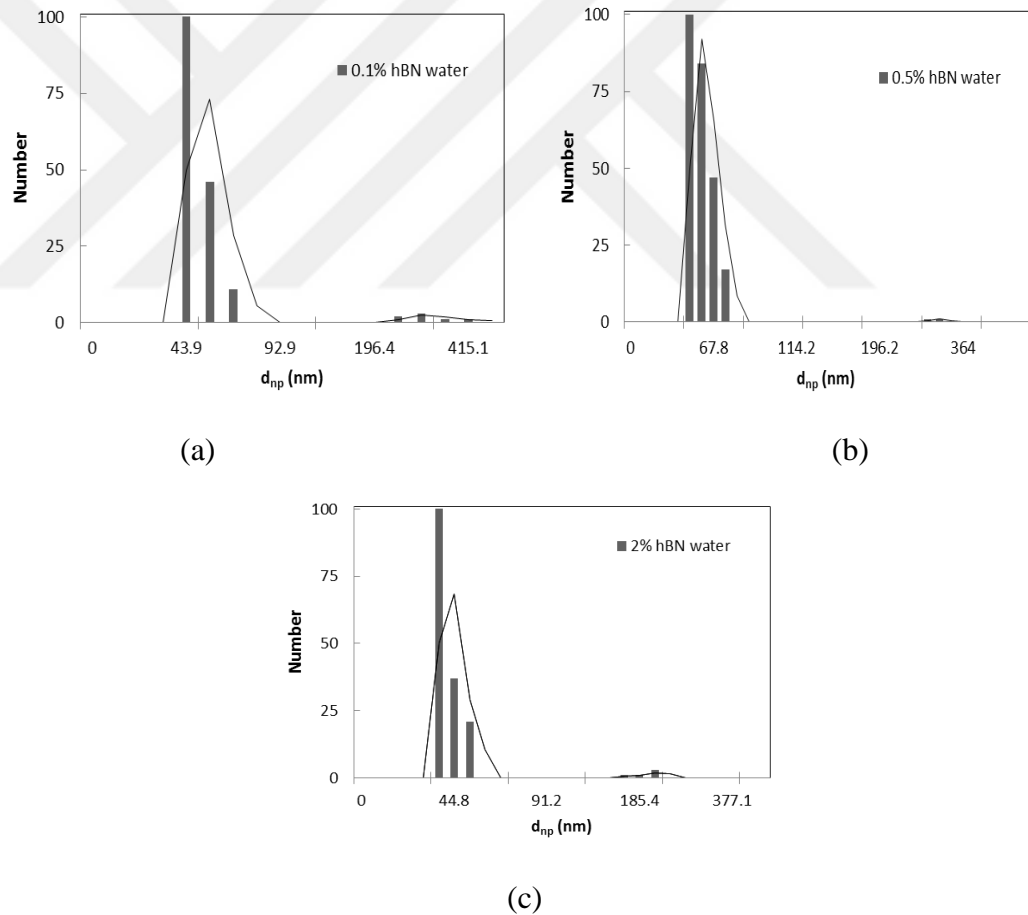 100
75
50
25
0
Number
0.1% hBN water
0 43.9 92.9 196.4 415.1
dnp (nm)
(a)
100
75
50
25
0
Number
0.5% hBN water
0 67.8 114.2 196.2 364
dnp (nm)
(b)
100
75
50
25
0
Number
2% hBN water
0 44.8 91.2 185.4 377.1
dnp (nm)
(c)